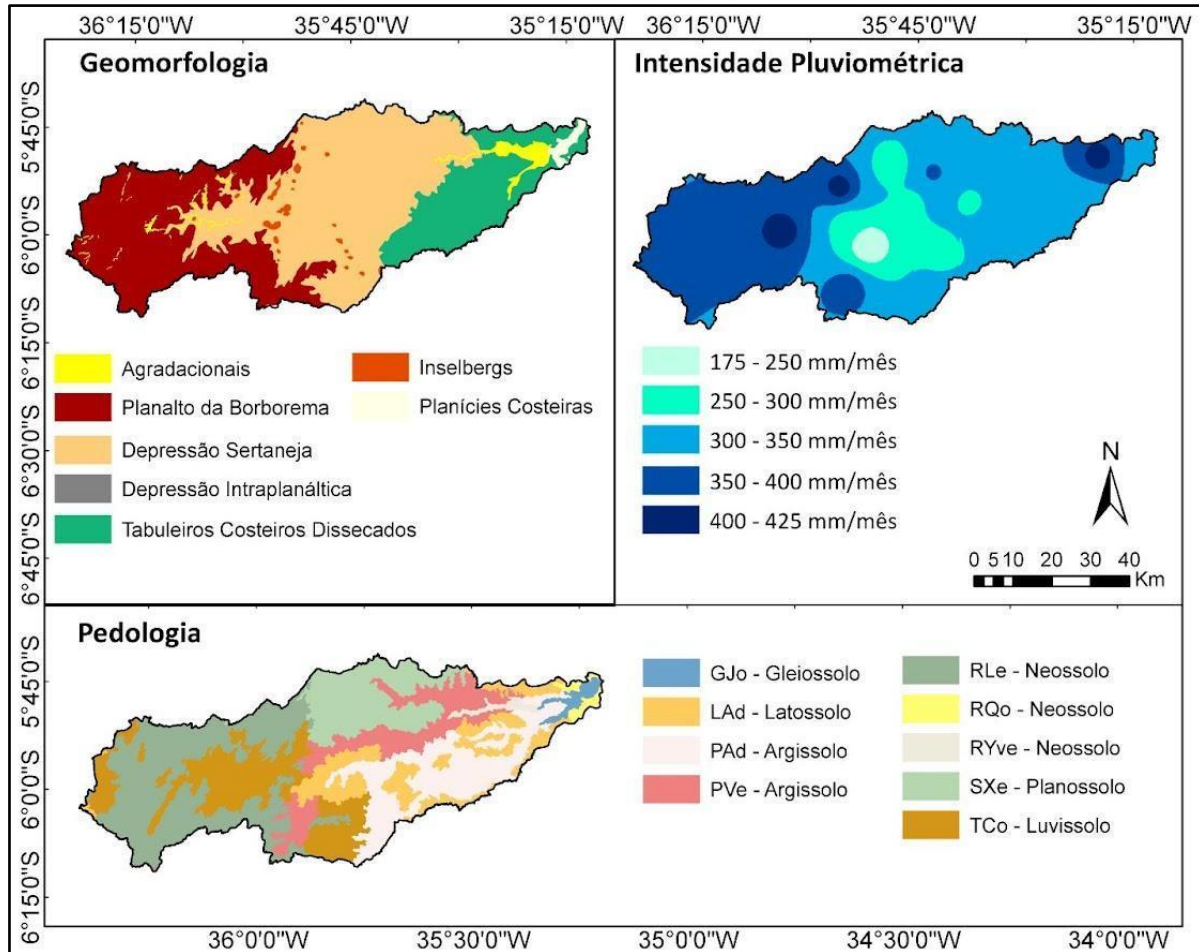 36°15'0"W 35°45'0"W 35°15'0"W 36°15'0"W 35°45'0"W 35°15'0"W
Geomorfologia
Intensidade Pluviométrica
5°45'0"S
6°0'0"S
6°15'0"S
6°30'0"S
6°45'0"S
Agradacionais
Planalto da Borborema
Depressão Sertaneja
Depressão Intraplanáltica
Tabuleiros Costeiros Dissecados
Inselbergs
Planícies Costeiras
175 - 250 mm/mês
250 - 300 mm/mês
300 - 350 mm/mês
350 - 400 mm/mês
400 - 425 mm/mês
N
0 5 10 20 30 40
Km
Pedologia
5°45'0"S
6°0'0"S
6°15'0"S
GJo - Gleiossolo
LAd - Latossolo
PAd - Argissolo
PVe - Argissolo
RLe - Neossolo
RQo - Neossolo
RYve - Neossolo
SXe - Planossolo
TCo - Luvissolo
36°0'0"W 35°30'0"W 35°0'0"W 34°30'0"W 34°0'0"W